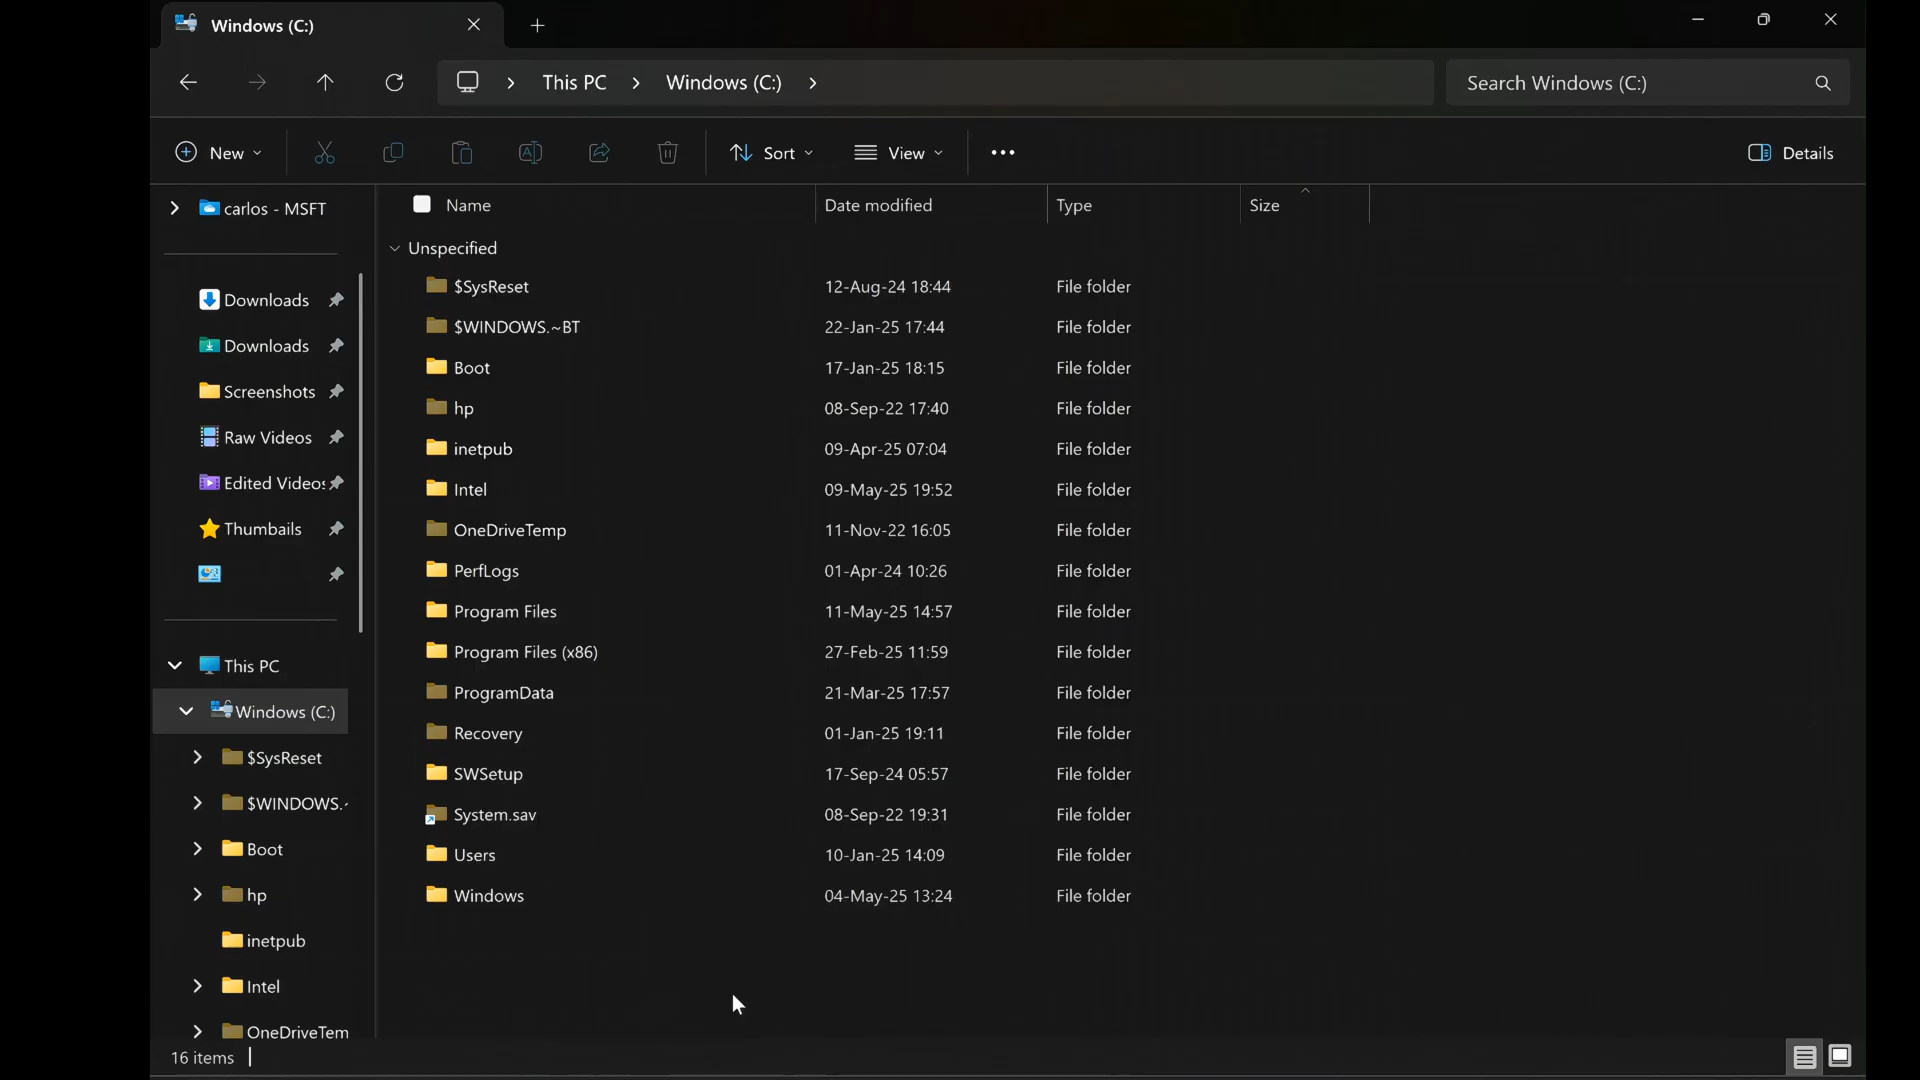 Windows (C:)
This PC
Windows (C:)
Search Windows (C:)
New
Sort
View
Details
carlos - MSFT
Downloads
Downloads
Screenshots
Raw Videos
Edited Videos
Thumbails
This PC
Windows (C:)
$SysReset
$WINDOWS.~
Boot
hp
inetpub
Intel
OneDriveTem
Name Date modified Type Size
Unspecified
$SysReset 12-Aug-24 18:44 File folder
$WINDOWS.~BT 22-Jan-25 17:44 File folder
Boot 17-Jan-25 18:15 File folder
hp 08-Sep-22 17:40 File folder
inetpub 09-Apr-25 07:04 File folder
Intel 09-May-25 19:52 File folder
OneDriveTemp 11-Nov-22 16:05 File folder
PerfLogs 01-Apr-24 10:26 File folder
Program Files 11-May-25 14:57 File folder
Program Files (x86) 27-Feb-25 11:59 File folder
ProgramData 21-Mar-25 17:57 File folder
Recovery 01-Jan-25 19:11 File folder
SWSetup 17-Sep-24 05:57 File folder
System.sav 08-Sep-22 19:31 File folder
Users 10-Jan-25 14:09 File folder
Windows 04-May-25 13:24 File folder
16 items